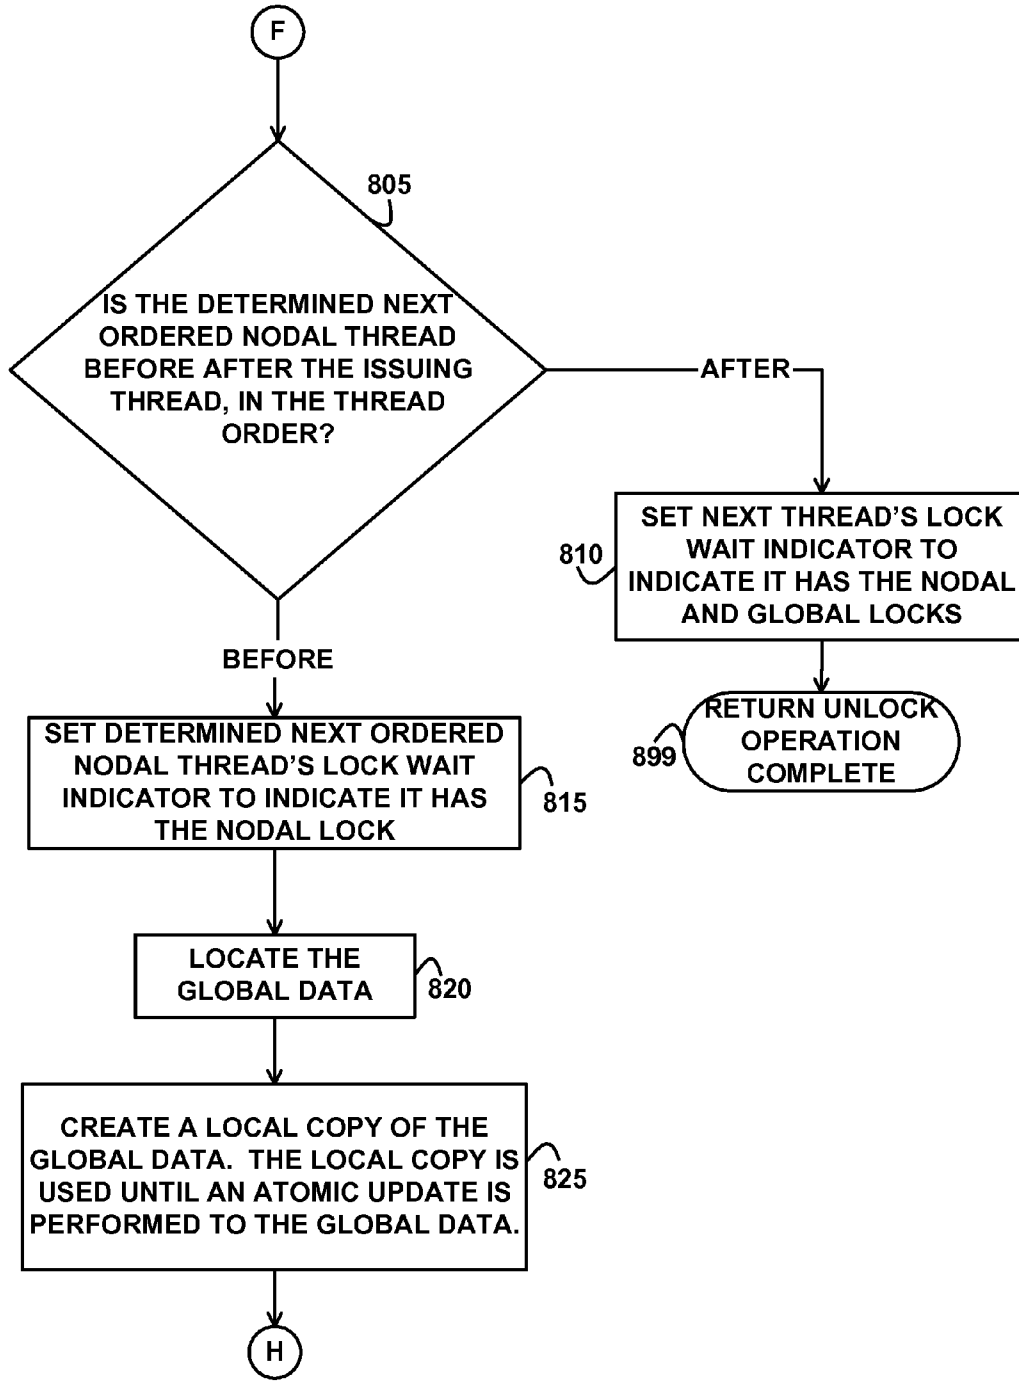 F
805
IS THE DETERMINED NEXT
ORDERED NODAL THREAD
BEFORE AFTER THE ISSUING
THREAD, IN THE THREAD
ORDER?
AFTER
SET NEXT THREAD'S LOCK
WAIT INDICATOR TO
INDICATE IT HAS THE NODAL
AND GLOBAL LOCKS
810
BEFORE
RETURN UNLOCK
OPERATION
COMPLETE
899
SET DETERMINED NEXT ORDERED
NODAL THREAD'S LOCK WAIT
INDICATOR TO INDICATE IT HAS
THE NODAL LOCK
815
LOCATE THE
GLOBAL DATA
820
CREATE A LOCAL COPY OF THE
GLOBAL DATA. THE LOCAL COPY IS
USED UNTIL AN ATOMIC UPDATE IS
PERFORMED TO THE GLOBAL DATA.
825
H